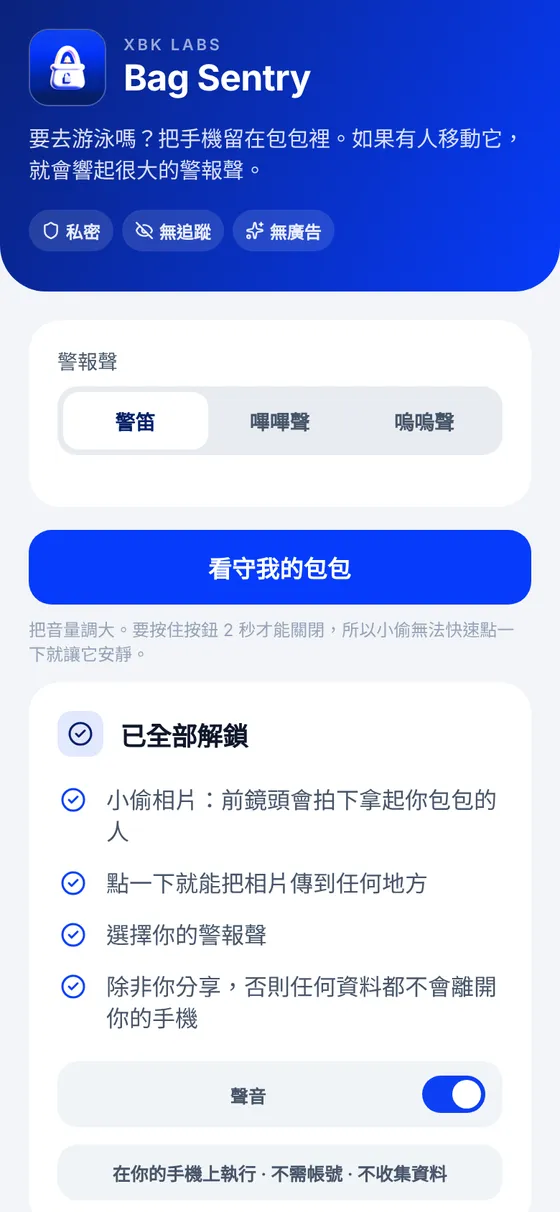 XBK LABS
Bag Sentry
要去游泳嗎？把手機留在包包裡。如果有人移動它，
就會響起很大的警報聲。
私密
無追蹤
無廣告
警報聲
警笛
嗶嗶聲
嗚嗚聲
看守我的包包
把音量調大。要按住按鈕 2 秒才能關閉，所以小偷無法快速點一
下就讓它安靜。
已全部解鎖
小偷相片：前鏡頭會拍下拿起你包包的
人
點一下就能把相片傳到任何地方
選擇你的警報聲
除非你分享，否則任何資料都不會離開
你的手機
聲音
在你的手機上執行 · 不需帳號 · 不收集資料